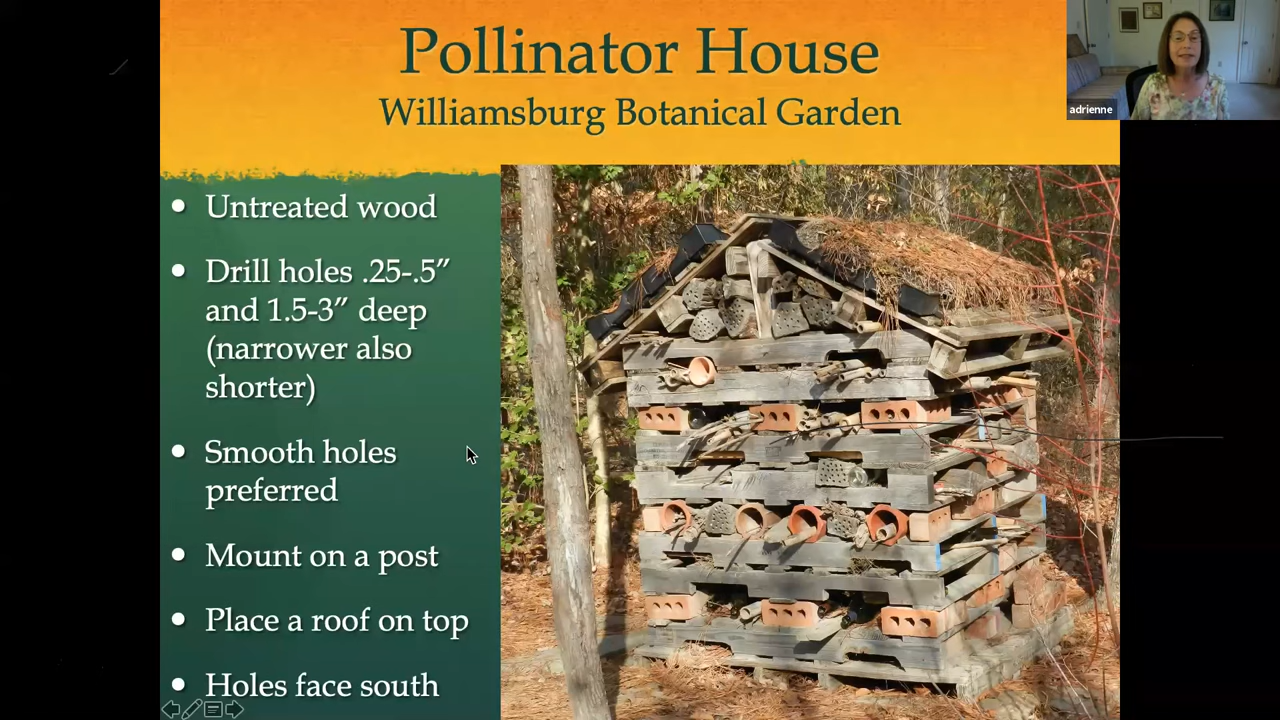 Pollinator House
Williamsburg Botanical Garden
adrienne
• Untreated wood
• Drill holes .25-.5”
and 1.5-3” deep
(narrower also
shorter)
• Smooth holes
preferred
• Mount on a post
• Place a roof on top
• Holes face south